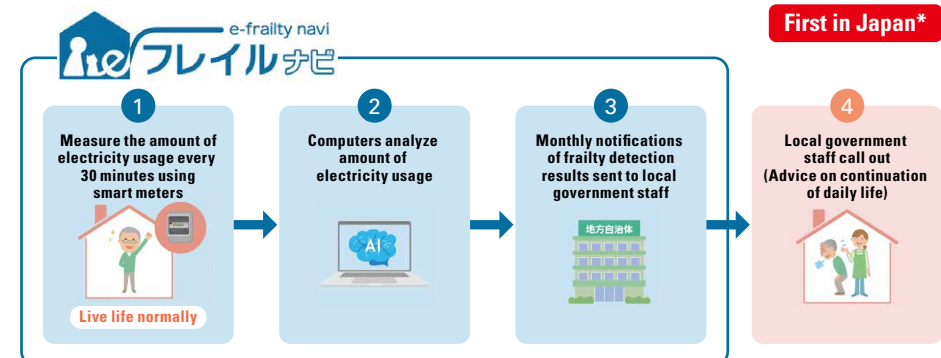 First in Japan*
e-frailty navi
フレイルナビ
1
Measure the amount of
electricity usage every
30 minutes using
smart meters
Live life normally
2
Computers analyze
amount of
electricity usage
AI
3
Monthly notifications
of frailty detection
results sent to local
government staff
地方自治体
4
Local government
staff call out
(Advice on continuation
of daily life)